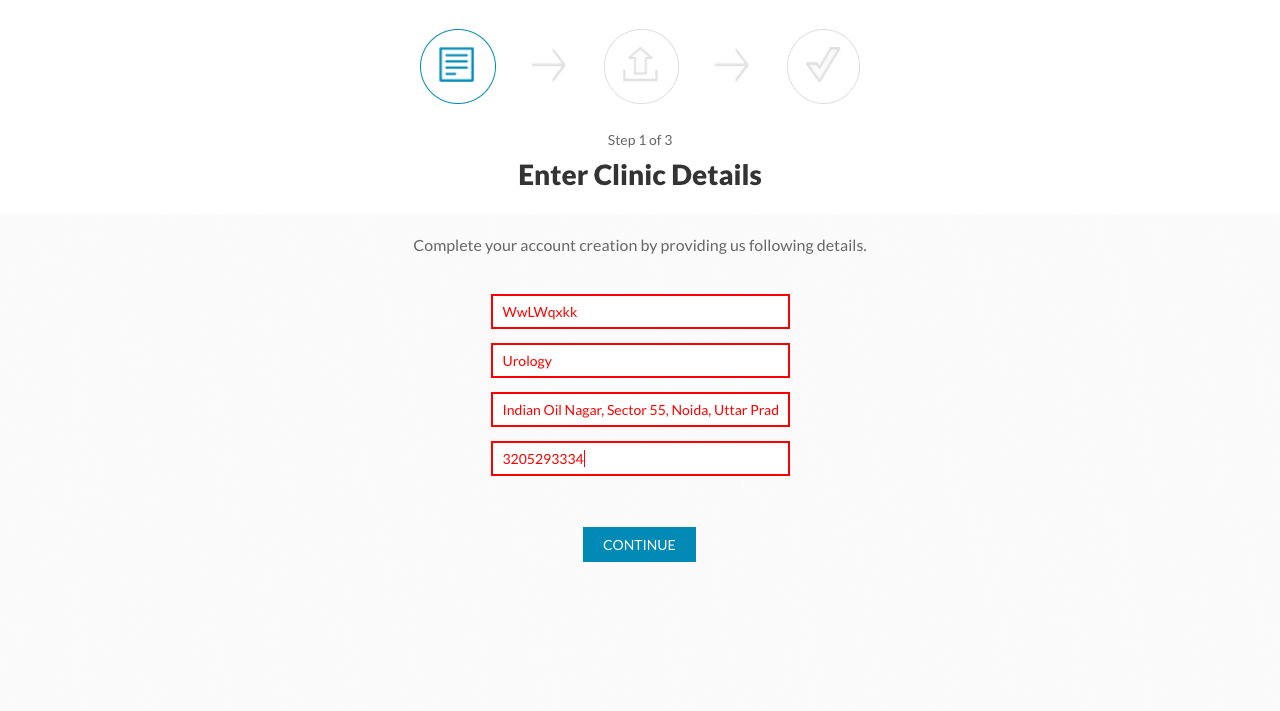 Step 1 of 3
Enter Clinic Details
Complete your account creation by providing us following details.
WwLWqxkk
Urology
Indian Oil Nagar, Sector 55, Noida, Uttar Prad
3205293334
CONTINUE